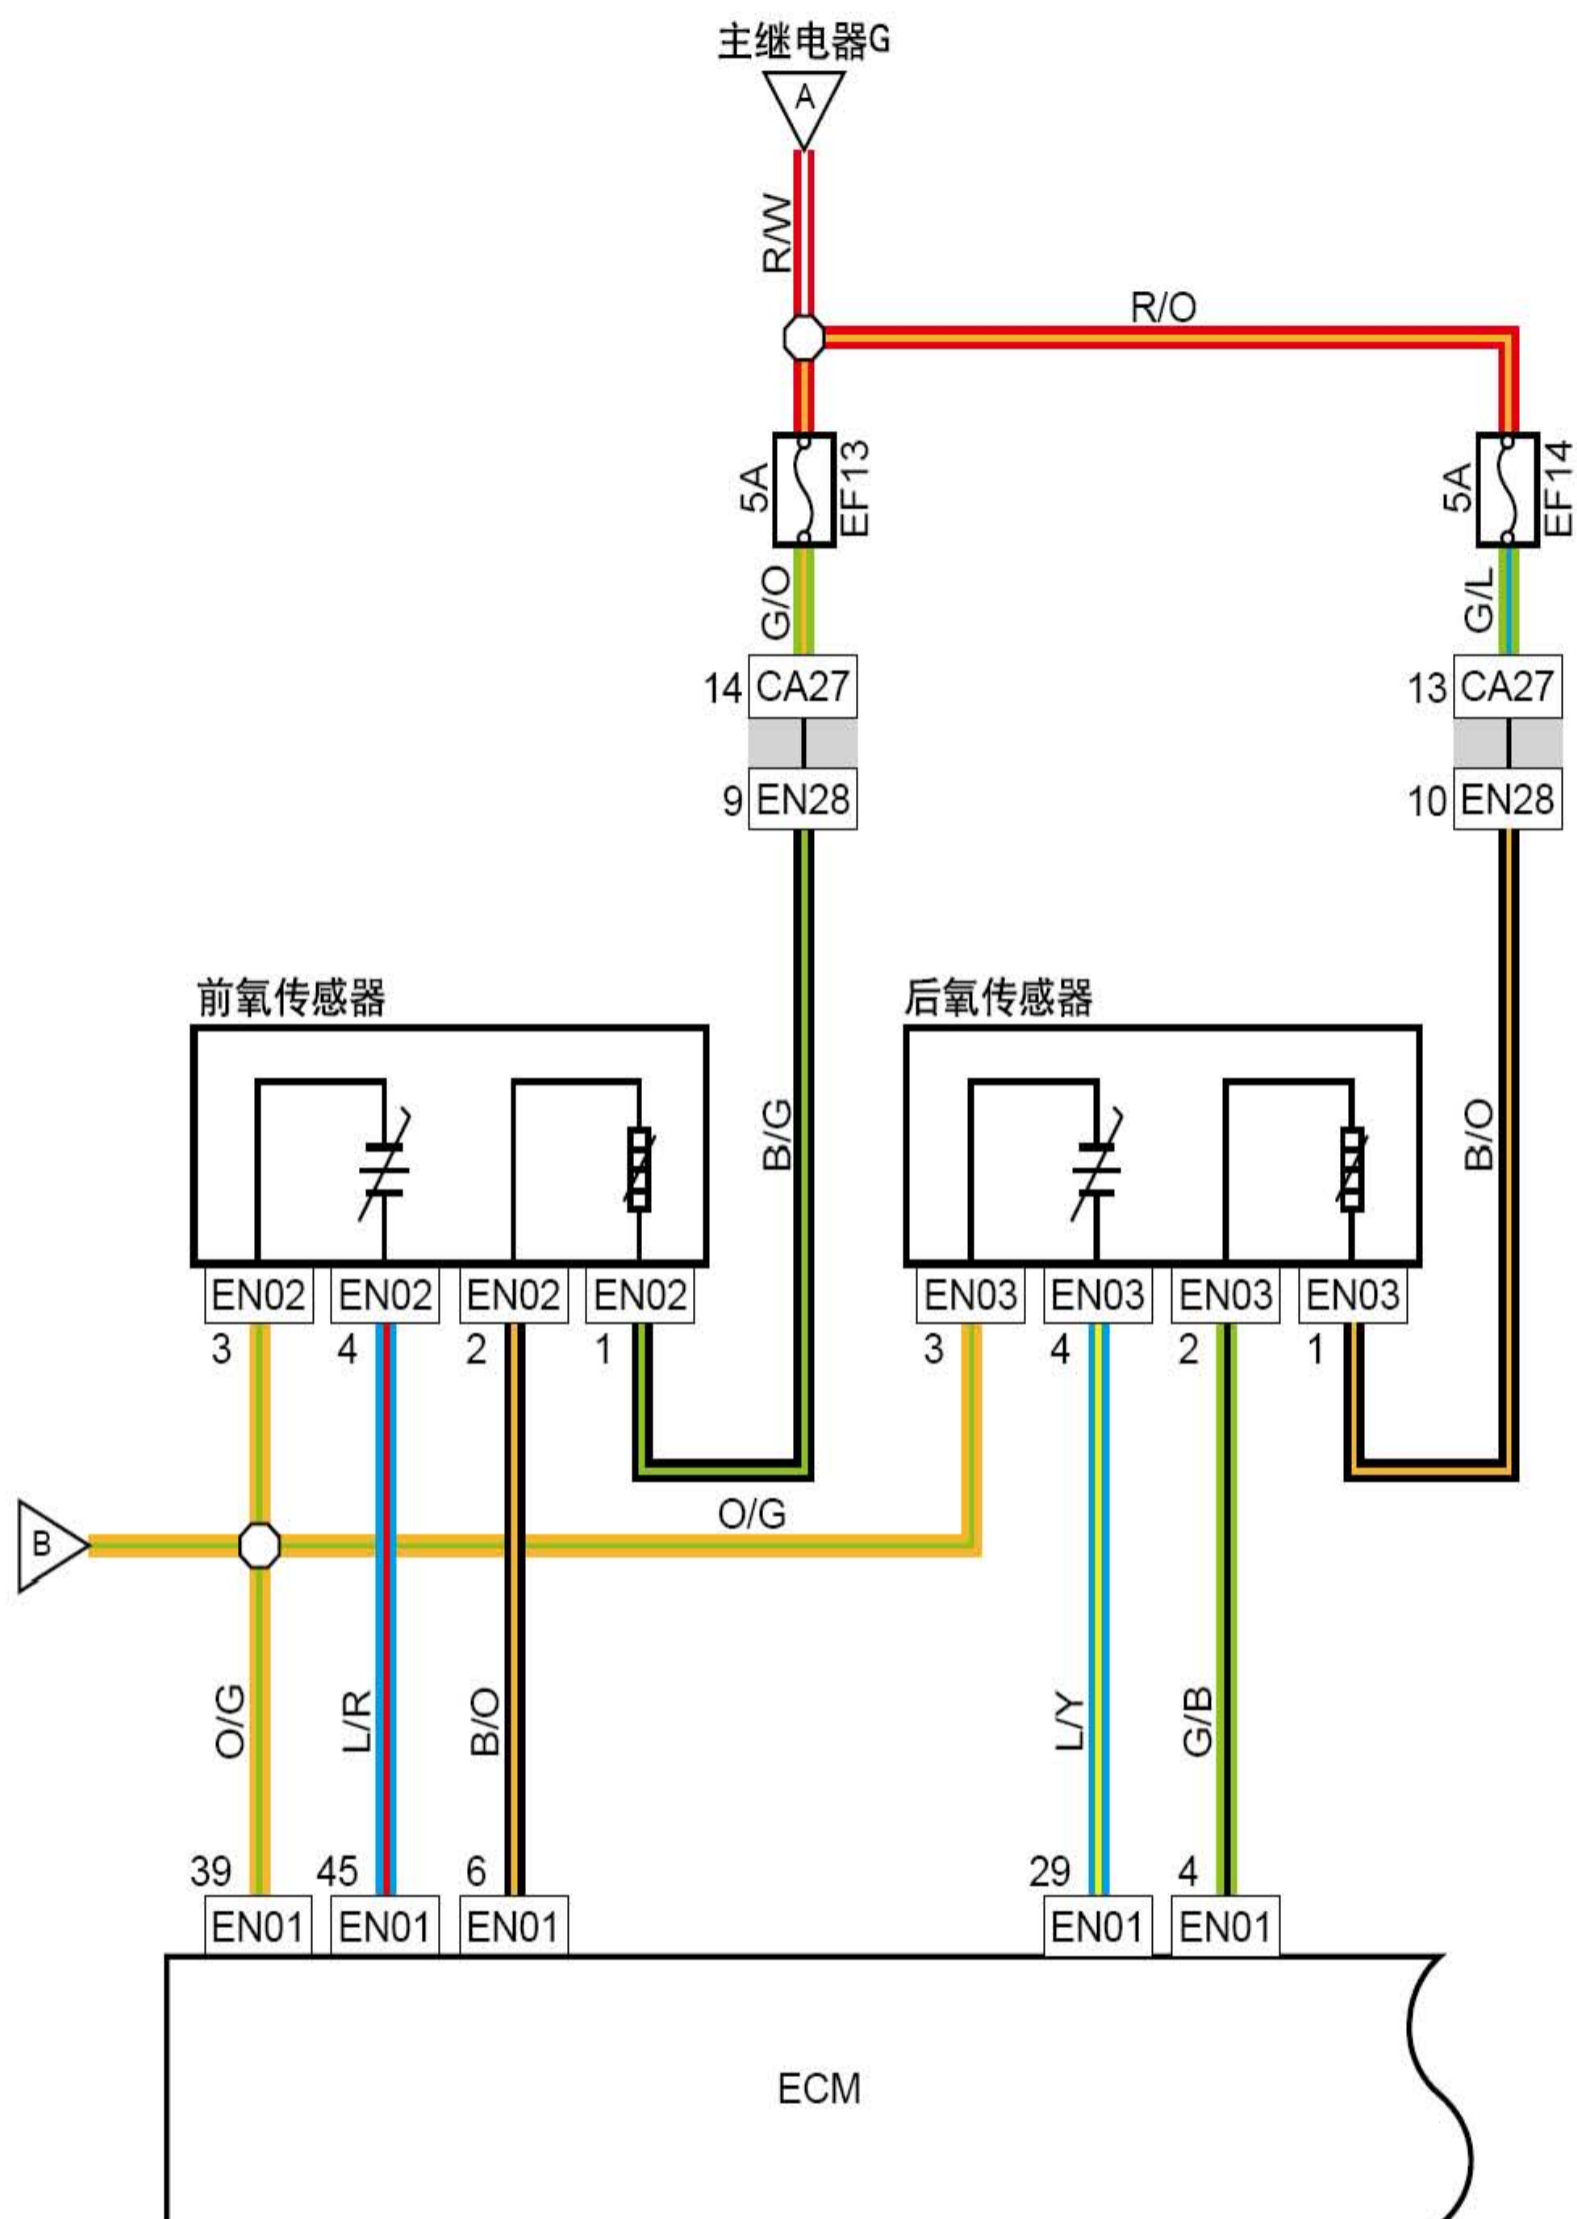 主继电器G
A
R/W
R/O
5A
EF13
5A
EF14
G/O
G/L
14 CA27
13 CA27
9 EN28
10 EN28
前氧传感器
后氧传感器
B/G
B/O
EN02 EN02 EN02 EN02
EN03 EN03 EN03 EN03
3 4 2 1
3 4 2 1
B
O/G
O/G
L/R
B/O
L/Y
G/B
39 45 6 29 4
EN01 EN01 EN01 EN01 EN01
ECM